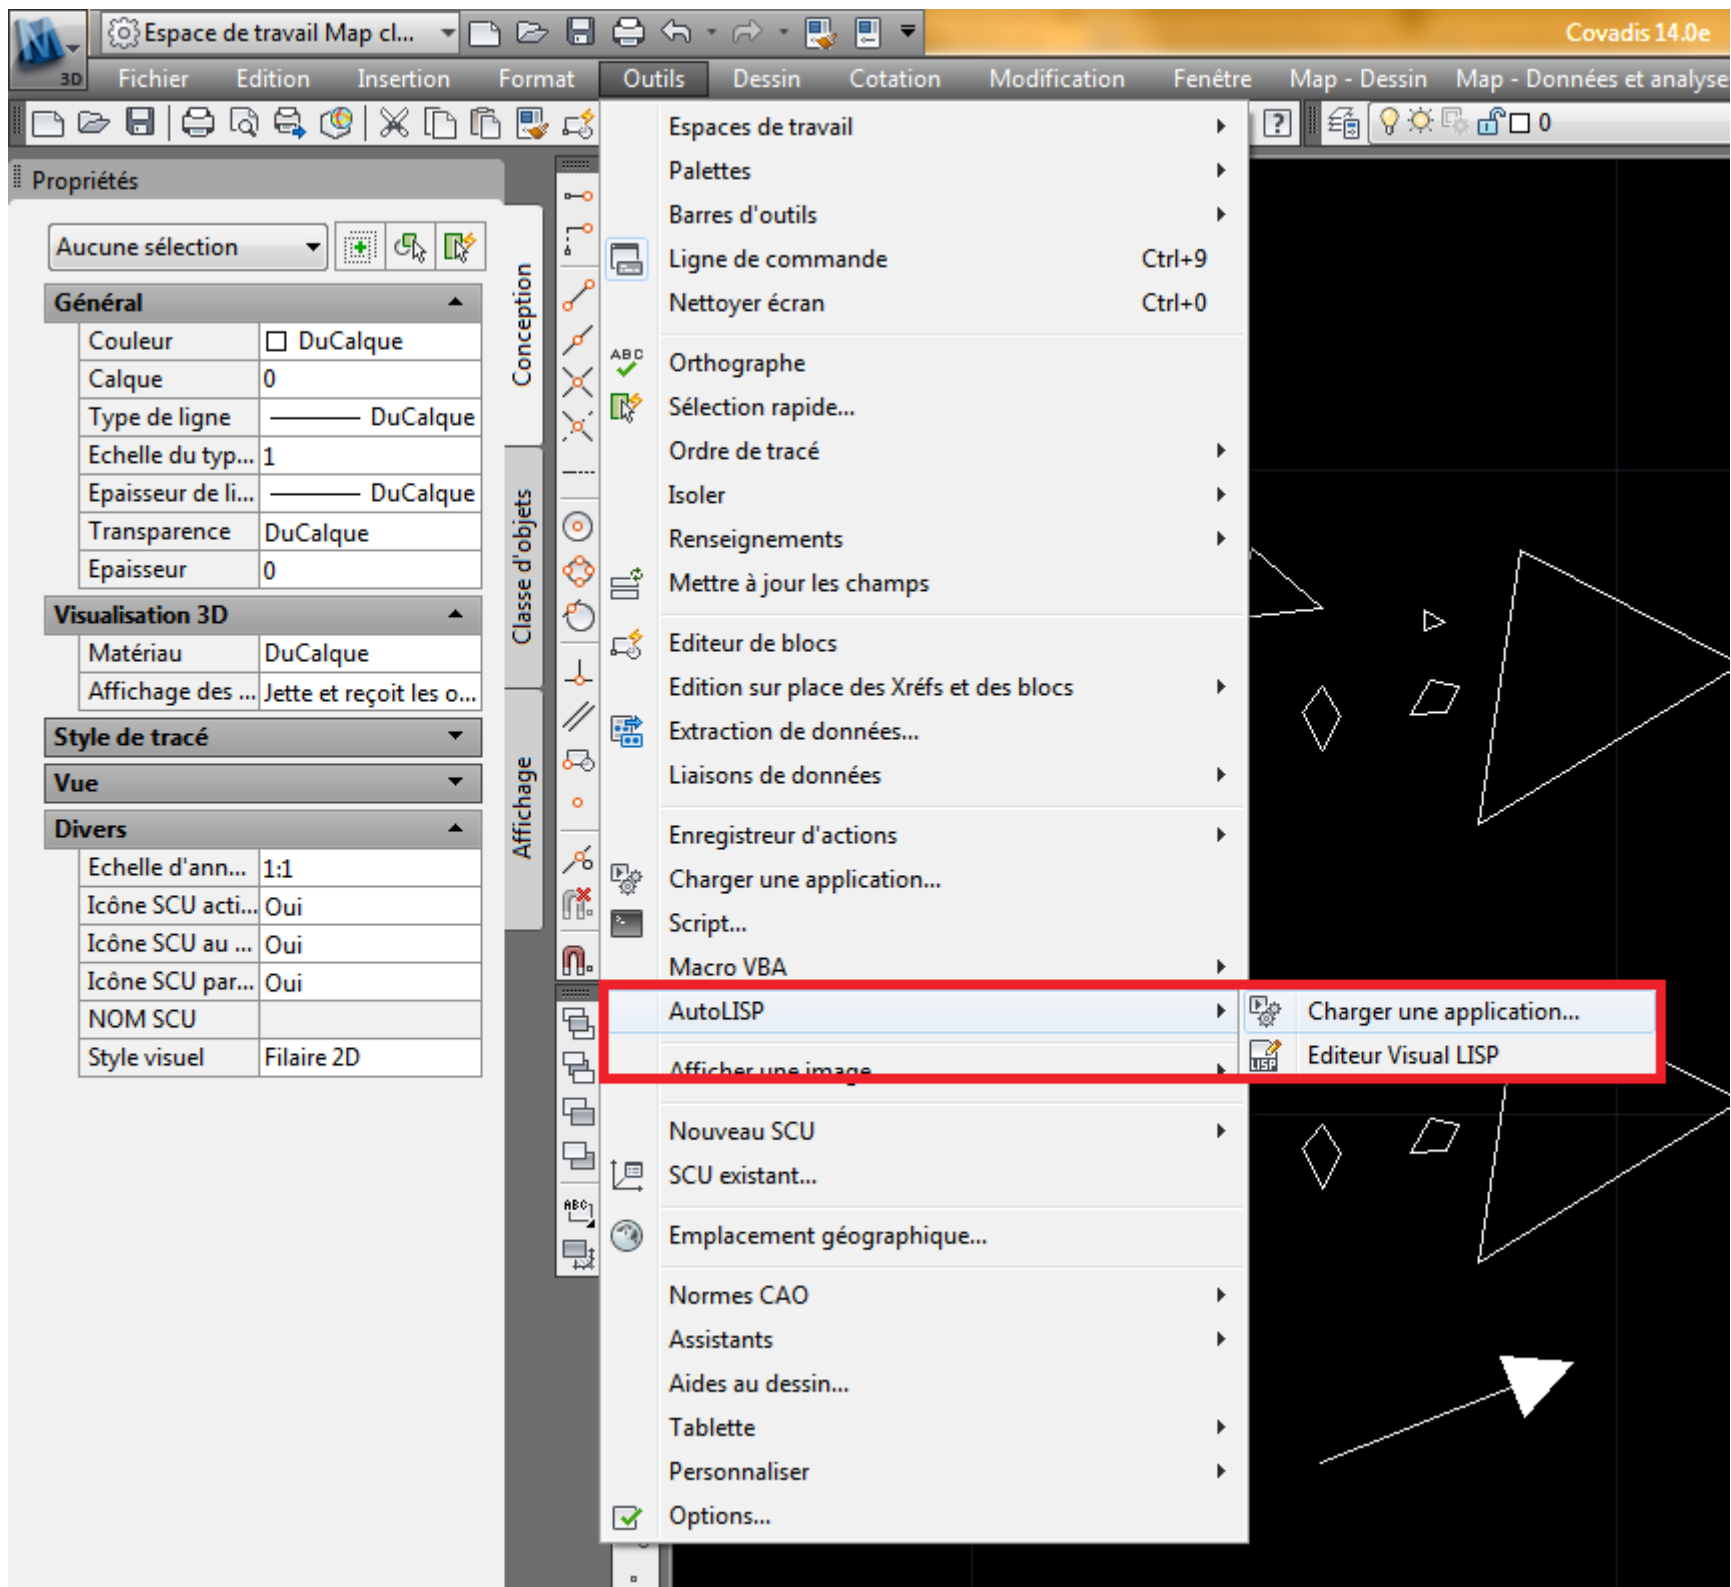 Espace de travail Map cl...
Covadis 14.0e
3D
Fichier
Edition
Insertion
Format
Outils
Dessin
Cotation
Modification
Fenêtre
Map - Dessin
Map - Données et analyse
0
Propriétés
Aucune sélection
Général
Couleur DuCalque
Calque 0
Type de ligne DuCalque
Echelle du typ... 1
Epaisseur de li... DuCalque
Transparence DuCalque
Epaisseur 0
Visualisation 3D
Matériau DuCalque
Affichage des ... Jette et reçoit les o...
Style de tracé
Vue
Divers
Echelle d'ann... 1:1
Icône SCU acti... Oui
Icône SCU au ... Oui
Icône SCU par... Oui
NOM SCU
Style visuel Filaire 2D
Conception
Classe d'objets
Affichage
ABC
Espaces de travail
Palettes
Barres d'outils
Ligne de commande Ctrl+9
Nettoyer écran Ctrl+0
ABC
Orthographe
Sélection rapide...
Ordre de tracé
Isoler
Renseignements
Mettre à jour les champs
Editeur de blocs
Edition sur place des Xréfs et des blocs
Extraction de données...
Liaisons de données
Enregistreur d'actions
Charger une application...
Script...
Macro VBA
AutoLISP
Afficher une image
Nouveau SCU
SCU existant...
Emplacement géographique...
Normes CAO
Assistants
Aides au dessin...
Tablette
Personnaliser
Options...
Charger une application...
LISP
Editeur Visual LISP